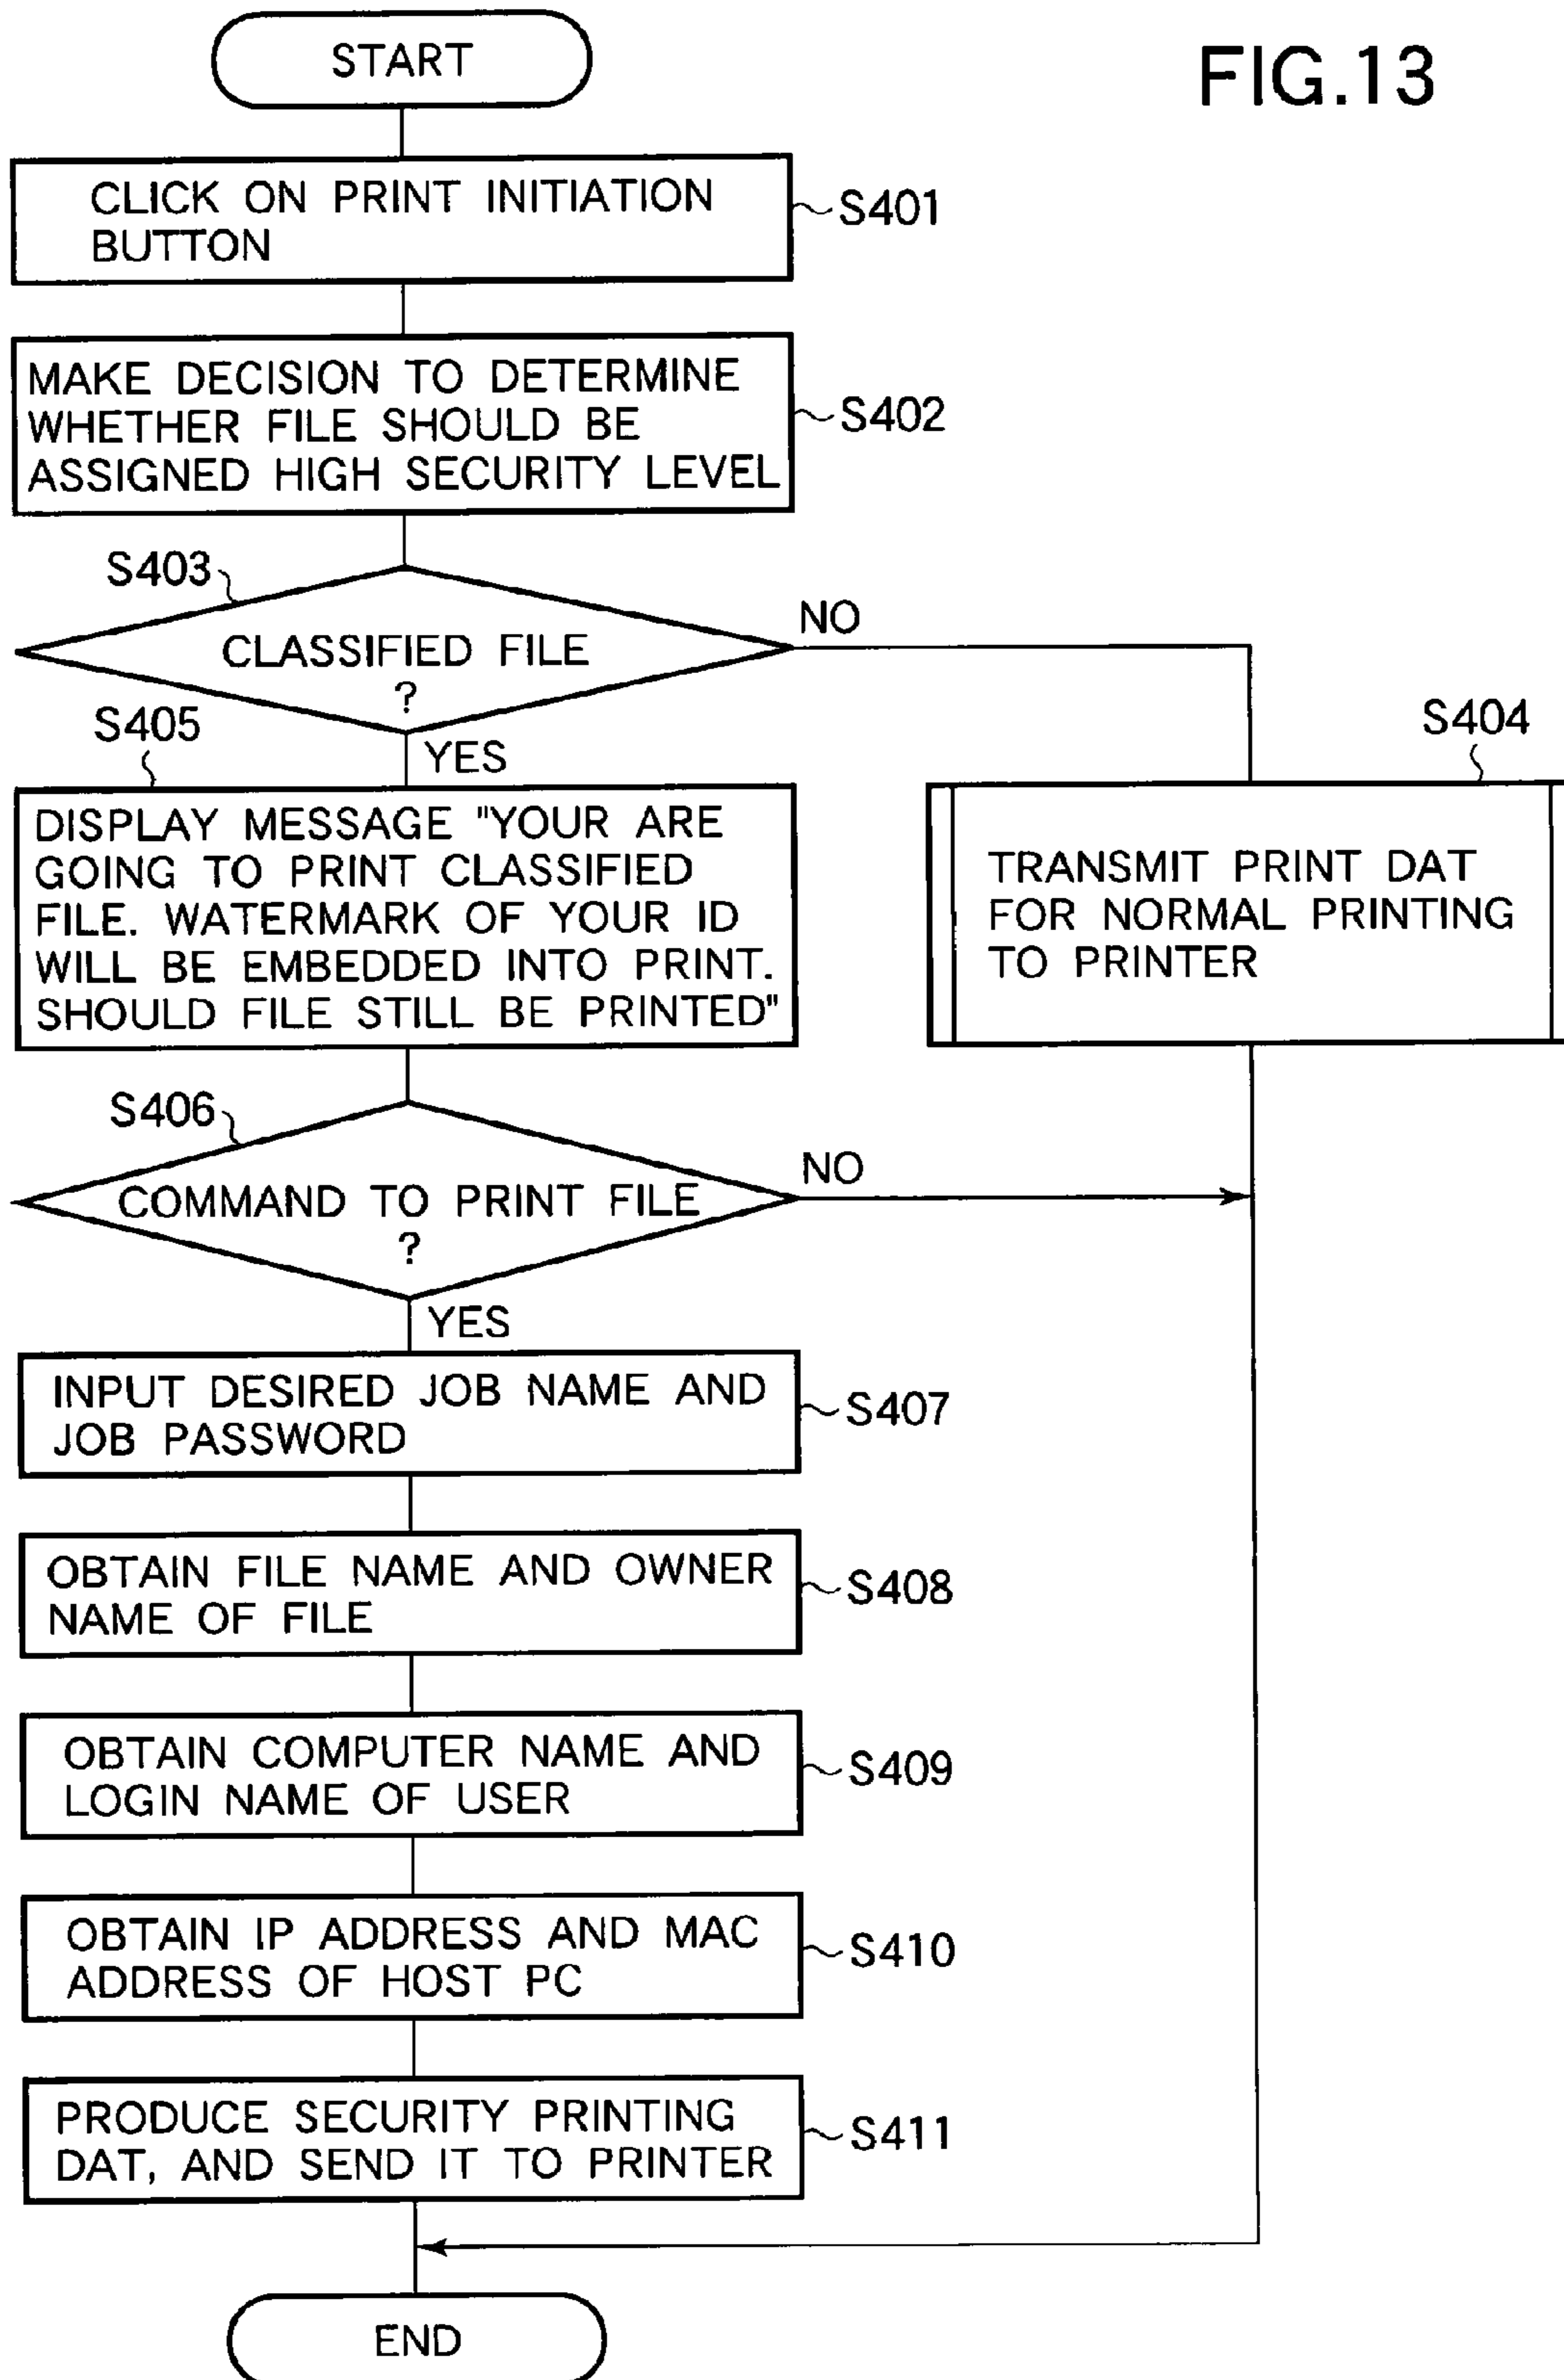 FIG.13
START
CLICK ON PRINT INITIATION
BUTTON
S401
MAKE DECISION TO DETERMINE
WHETHER FILE SHOULD BE
ASSIGNED HIGH SECURITY LEVEL
S402
S403
CLASSIFIED FILE
?
NO
YES
S404
TRANSMIT PRINT DAT
FOR NORMAL PRINTING
TO PRINTER
S405
DISPLAY MESSAGE "YOUR ARE
GOING TO PRINT CLASSIFIED
FILE. WATERMARK OF YOUR ID
WILL BE EMBEDDED INTO PRINT.
SHOULD FILE STILL BE PRINTED"
S406
COMMAND TO PRINT FILE
?
NO
YES
INPUT DESIRED JOB NAME AND
JOB PASSWORD
S407
OBTAIN FILE NAME AND OWNER
NAME OF FILE
S408
OBTAIN COMPUTER NAME AND
LOGIN NAME OF USER
S409
OBTAIN IP ADDRESS AND MAC
ADDRESS OF HOST PC
S410
PRODUCE SECURITY PRINTING
DAT, AND SEND IT TO PRINTER
S411
END